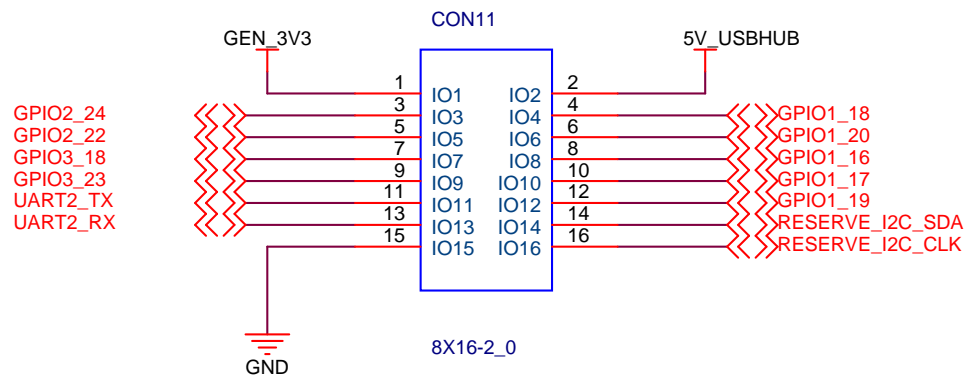 CON11
GEN_3V3 5V_USBHUB
1 IO1 IO2 2
GPIO2_24 3 IO3 IO4 4 GPIO1_18
GPIO2_22 5 IO5 IO6 6 GPIO1_20
GPIO3_18 7 IO7 IO8 8 GPIO1_16
GPIO3_23 9 IO9 IO10 10 GPIO1_17
UART2_TX 11 IO11 IO12 12 GPIO1_19
UART2_RX 13 IO13 IO14 14 RESERVE_I2C_SDA
15 IO15 IO16 16 RESERVE_I2C_CLK
8X16-2_0
GND